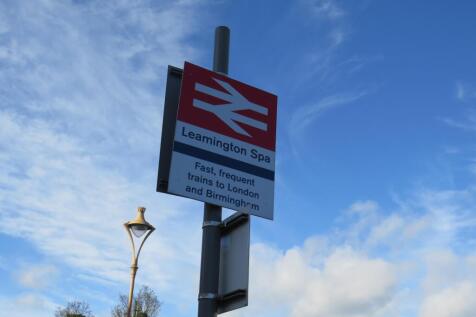 Leamington Spa
Fast, frequent
trains to London
and Birmingham